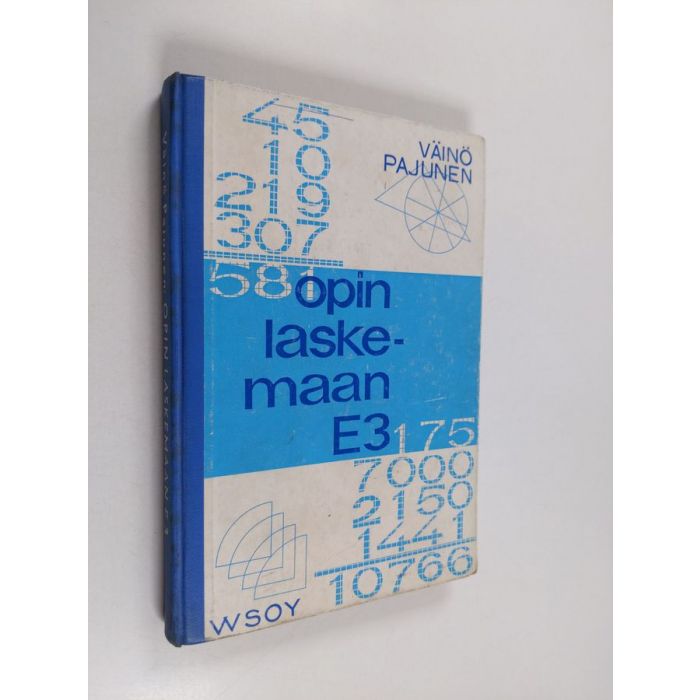 Väinö Pajunen: OPIN LASKEMAAN E3
45
10
219
307
581
VÄINÖ
PAJUNEN
opin
laske-
maan
E3
175
7000
2150
1441
10766
WSOY